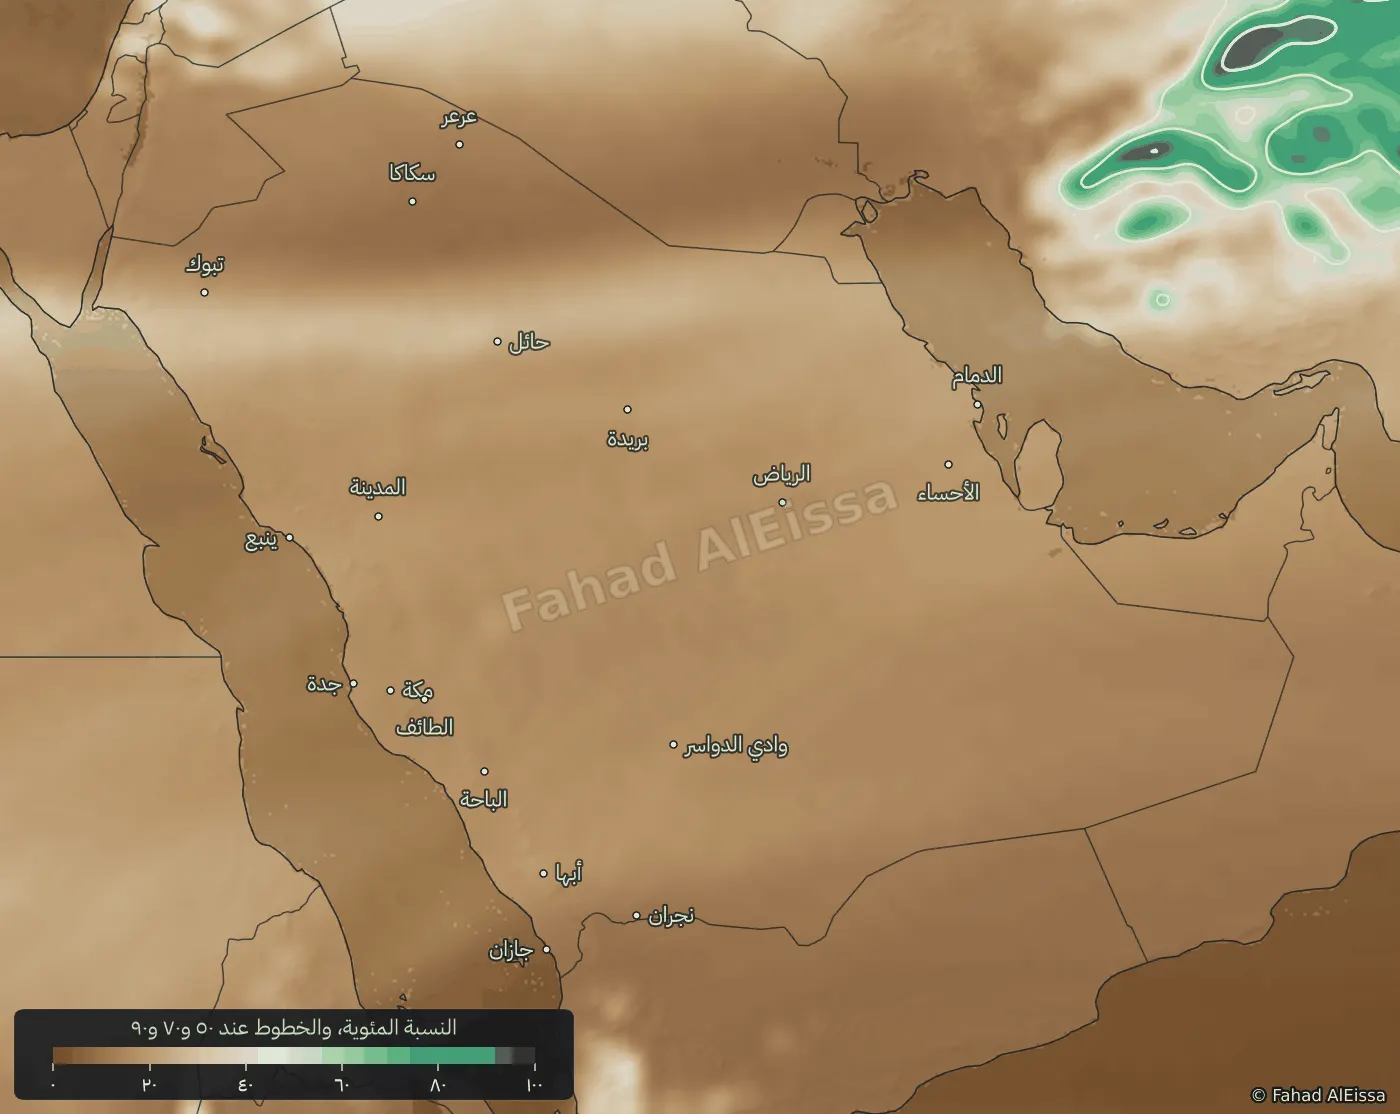 عرعر
سكاكا
تبوك
حائل
الدمام
بريدة
الرياض
الأحساء
المدينة
ينبع
Fahad AlEissa
جدة
مكة
الطائف
وادي الدواسر
الباحة
أبها
نجران
جازان
النسبة المئوية، والخطوط عند ٥٠ و٧٠ و٩٠
٠ ٢٠ ٤٠ ٦٠ ٨٠ ١٠٠
© Fahad AlEissa